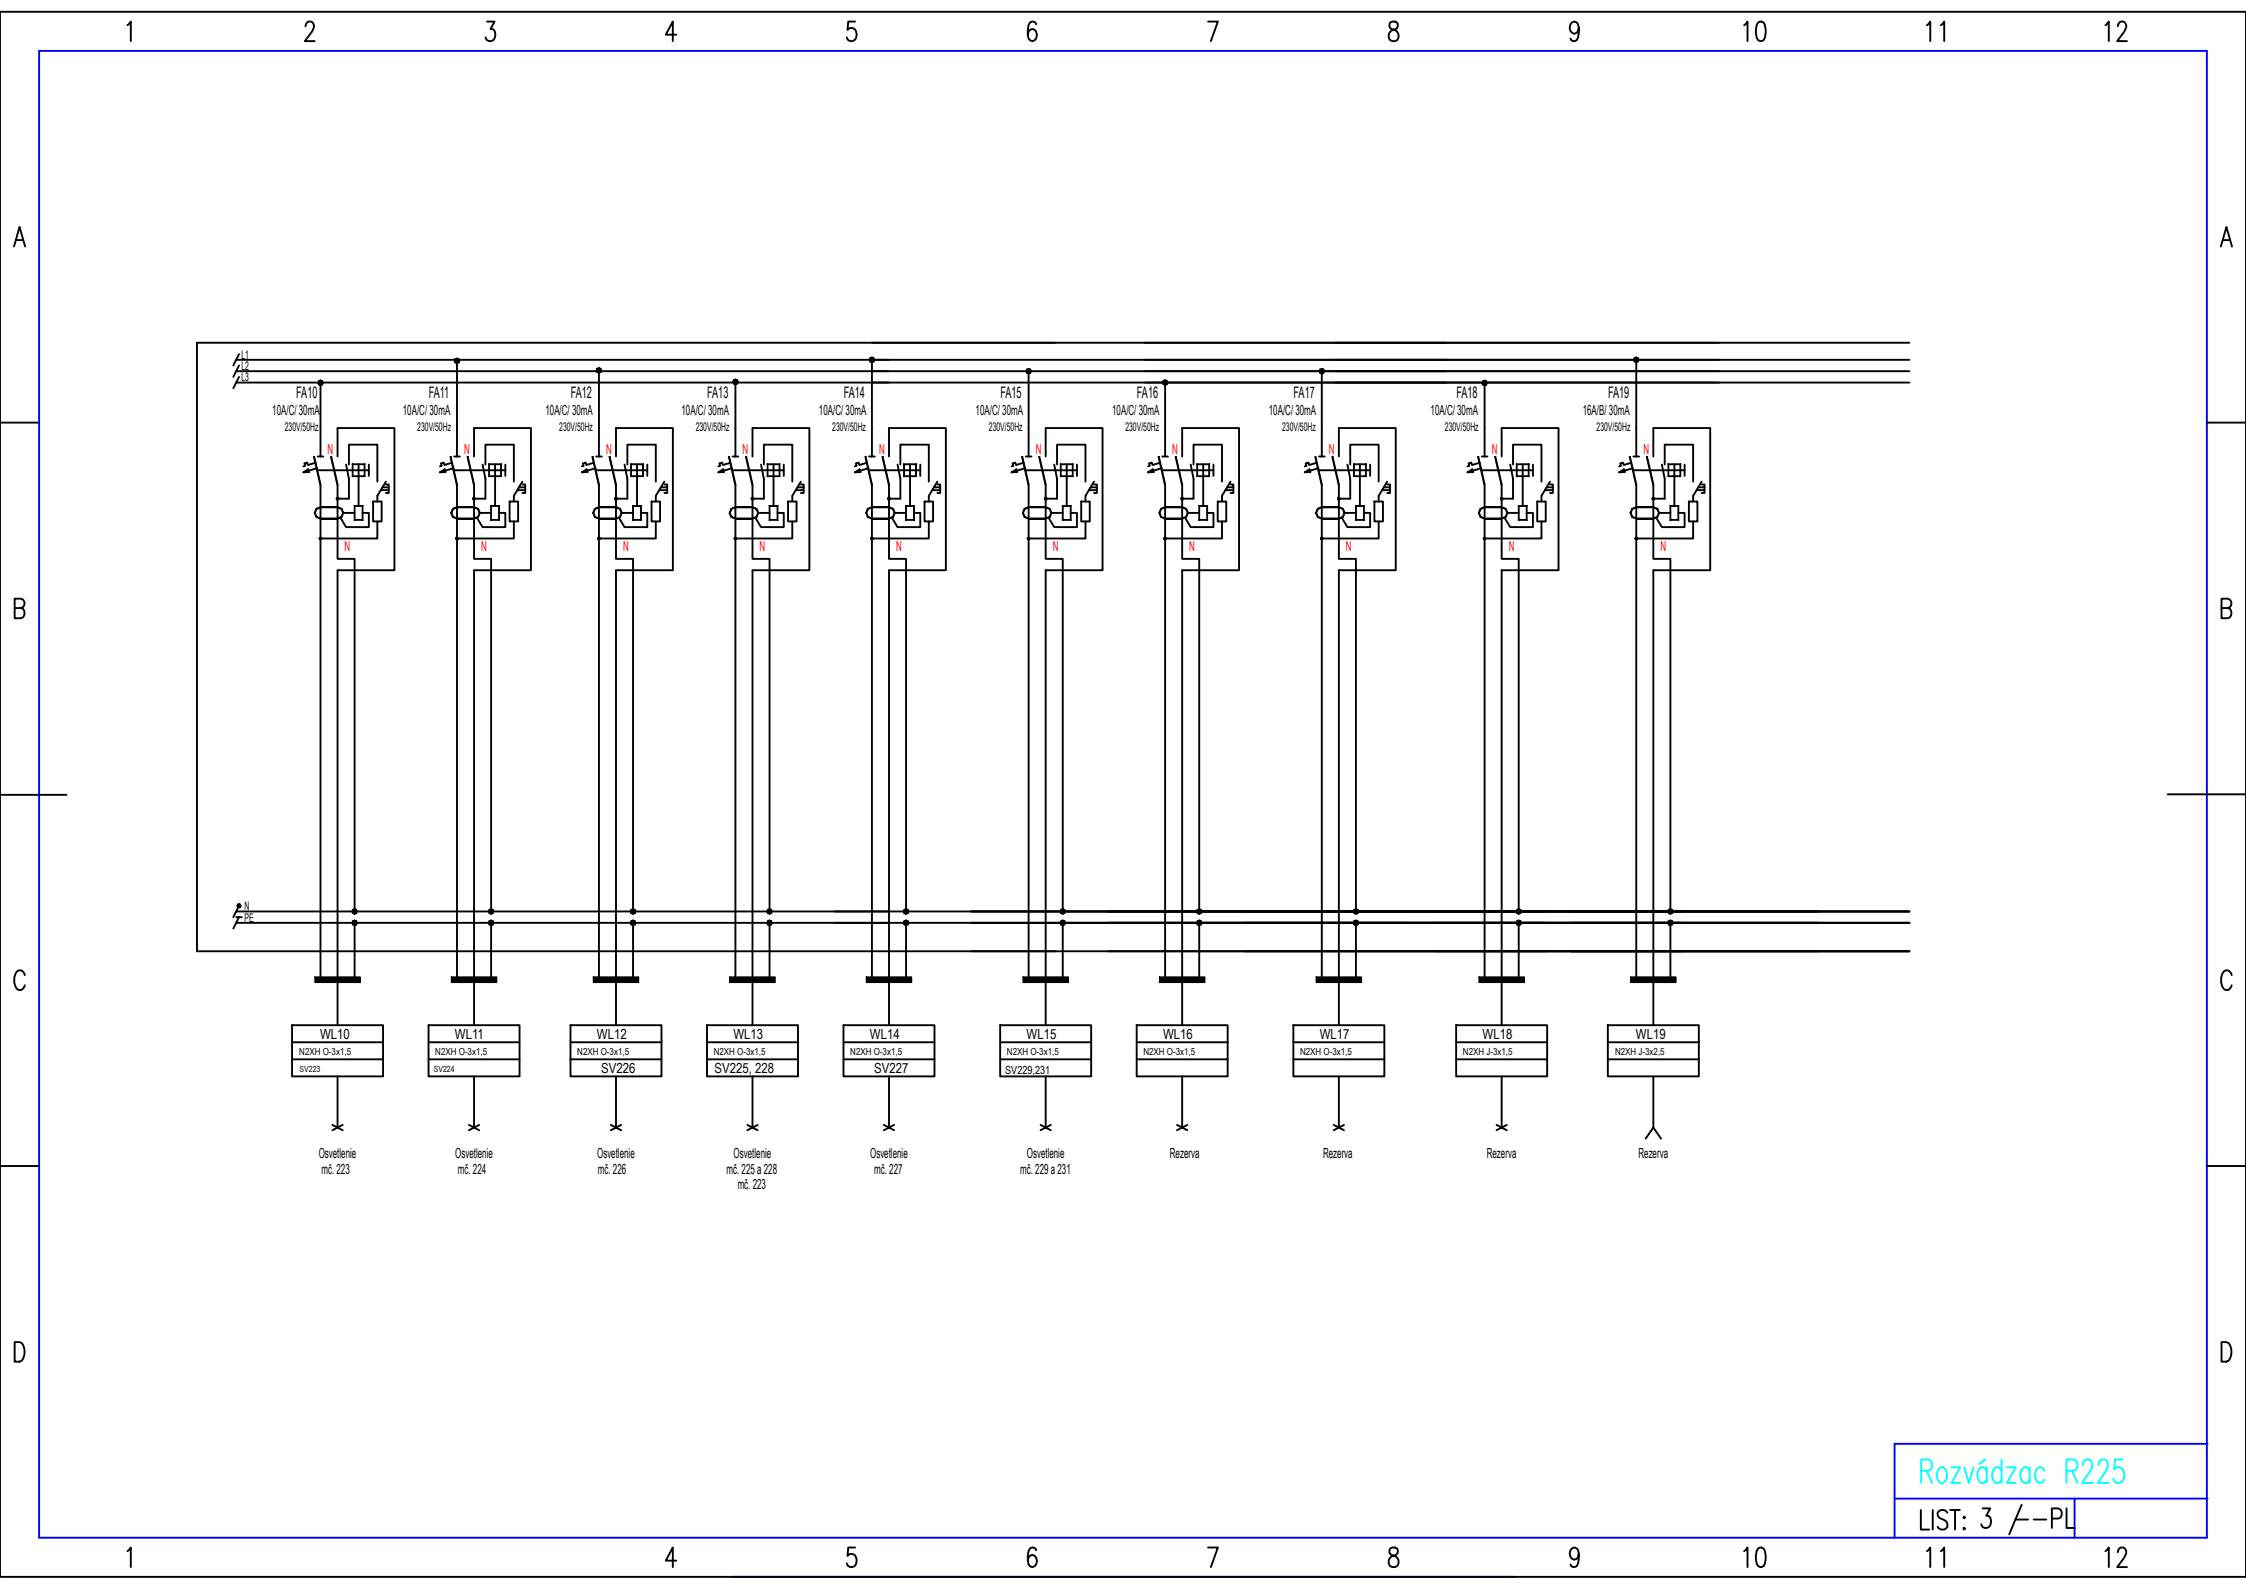 1 2 3 4 5 6 7 8 9 10 11 12
A A
L1
L2
L3
FA10 FA11 FA12 FA13 FA14 FA15 FA16 FA17 FA18 FA19
10A/C/ 30mA 10A/C/ 30mA 10A/C/ 30mA 10A/C/ 30mA 10A/C/ 30mA 10A/C/ 30mA 10A/C/ 30mA 10A/C/ 30mA 10A/C/ 30mA 16A/B/ 30mA
230V/50Hz 230V/50Hz 230V/50Hz 230V/50Hz 230V/50Hz 230V/50Hz 230V/50Hz 230V/50Hz 230V/50Hz 230V/50Hz
N N N N N N N N N N
N N N N N N N N N N
B B
N
PE
C C
WL10 WL11 WL12 WL13 WL14 WL15 WL16 WL17 WL18 WL19
N2XH O-3x1,5 N2XH O-3x1,5 N2XH O-3x1,5 N2XH O-3x1,5 N2XH O-3x1,5 N2XH O-3x1,5 N2XH O-3x1,5 N2XH O-3x1,5 N2XH J-3x1,5 N2XH J-3x2,5
SV223 SV224 SV226 SV225, 228 SV227 SV229,231
Osvetlenie Osvetlenie Osvetlenie Osvetlenie Osvetlenie Osvetlenie Rezerva Rezerva Rezerva Rezerva
mč. 223 mč. 224 mč. 226 mč. 225 a 228 mč. 227 mč. 229 a 231
mč. 223
D D
Rozvádzac R225
LIST: 3 /--PL
1 4 5 6 7 8 9 10 11 12